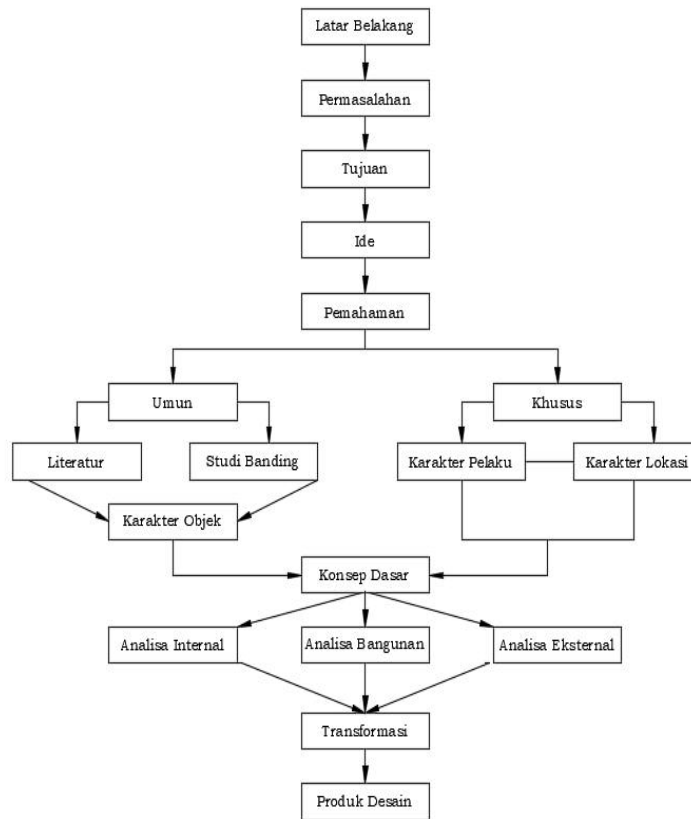 Latar Belakang
Permasalahan
Tujuan
Ide
Pemahaman
Umun
Khusus
Literatur
Studi Banding
Karakter Pelaku
Karakter Lokasi
Karakter Objek
Konsep Dasar
Analisa Internal
Analisa Bangunan
Analisa Eksternal
Transformasi
Produk Desain